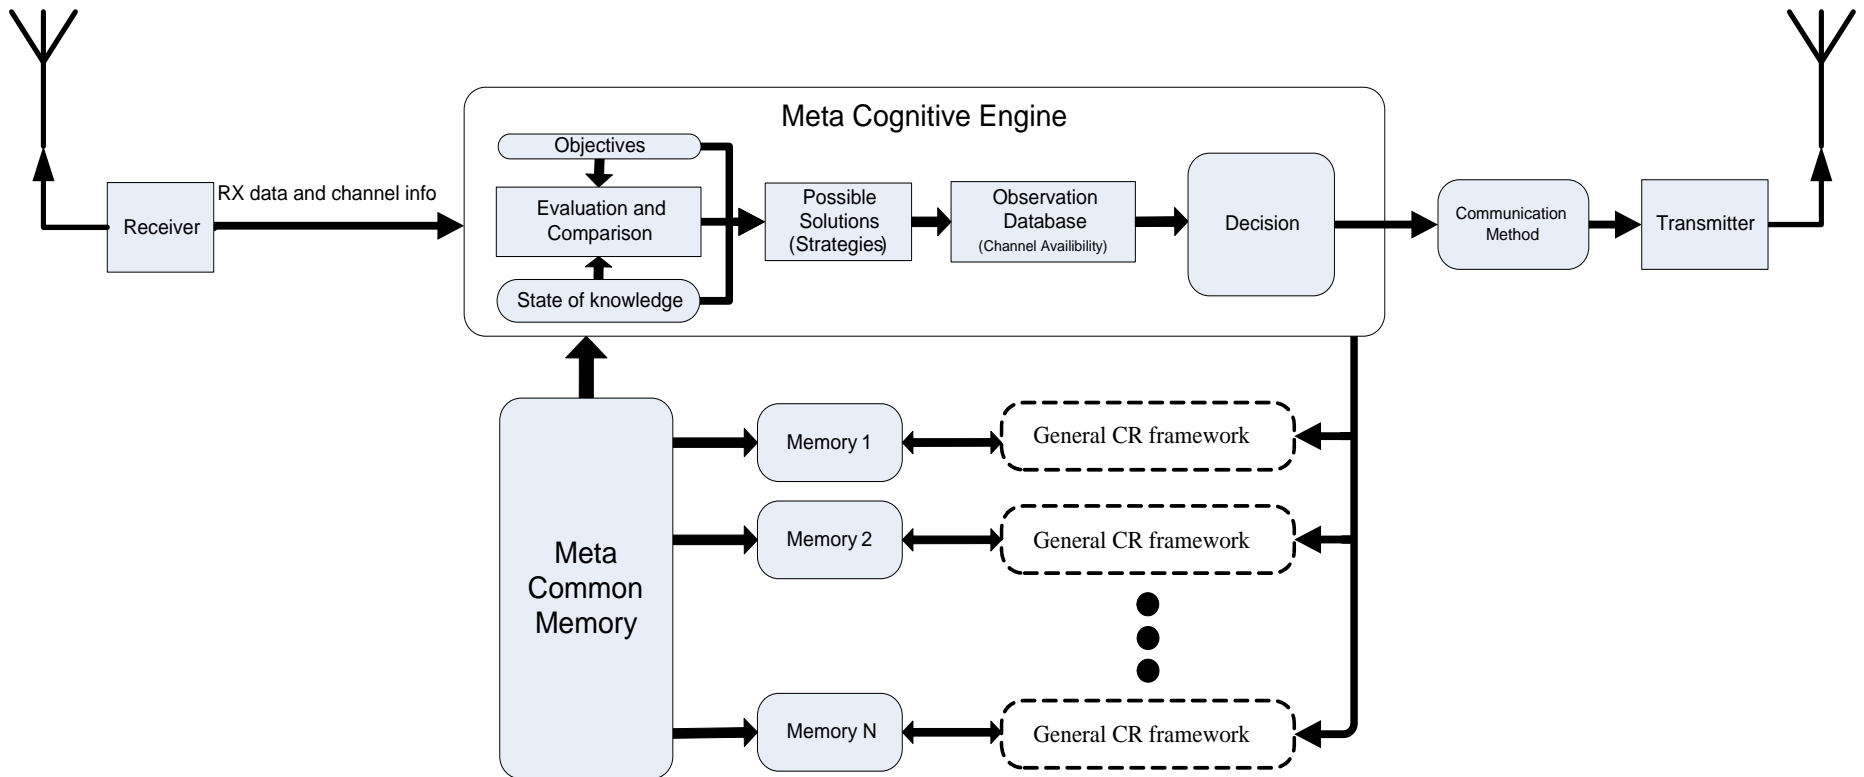 Meta Cognitive Engine
Objectives
RX data and channel info
Receiver
Evaluation and
Comparison
State of knowledge
Possible
Solutions
(Strategies)
Observation
Database
(Channel Availibility)
Decision
Communication
Method
Transmitter
Meta
Common
Memory
Memory 1
General CR framework
Memory 2
General CR framework
Memory N
General CR framework